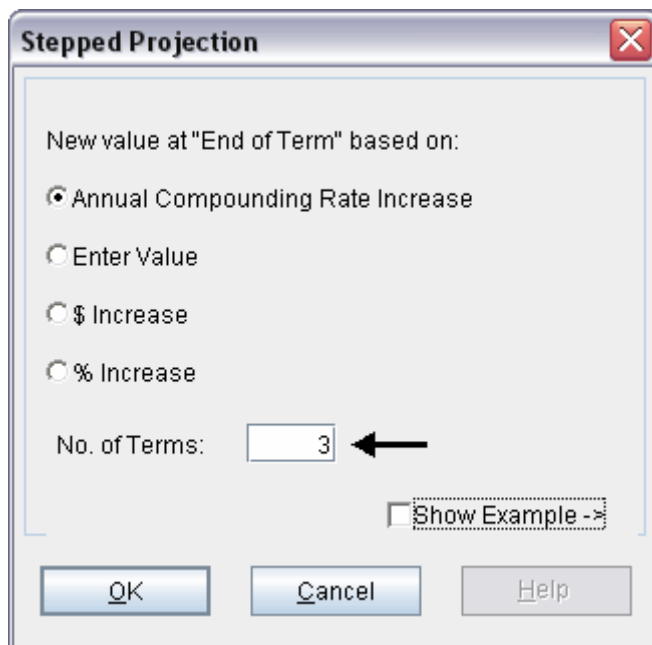 Stepped Projection
New value at "End of Term" based on:
Annual Compounding Rate Increase
Enter Value
$ Increase
% Increase
No. of Terms: 3
Show Example ->
OK Cancel Help